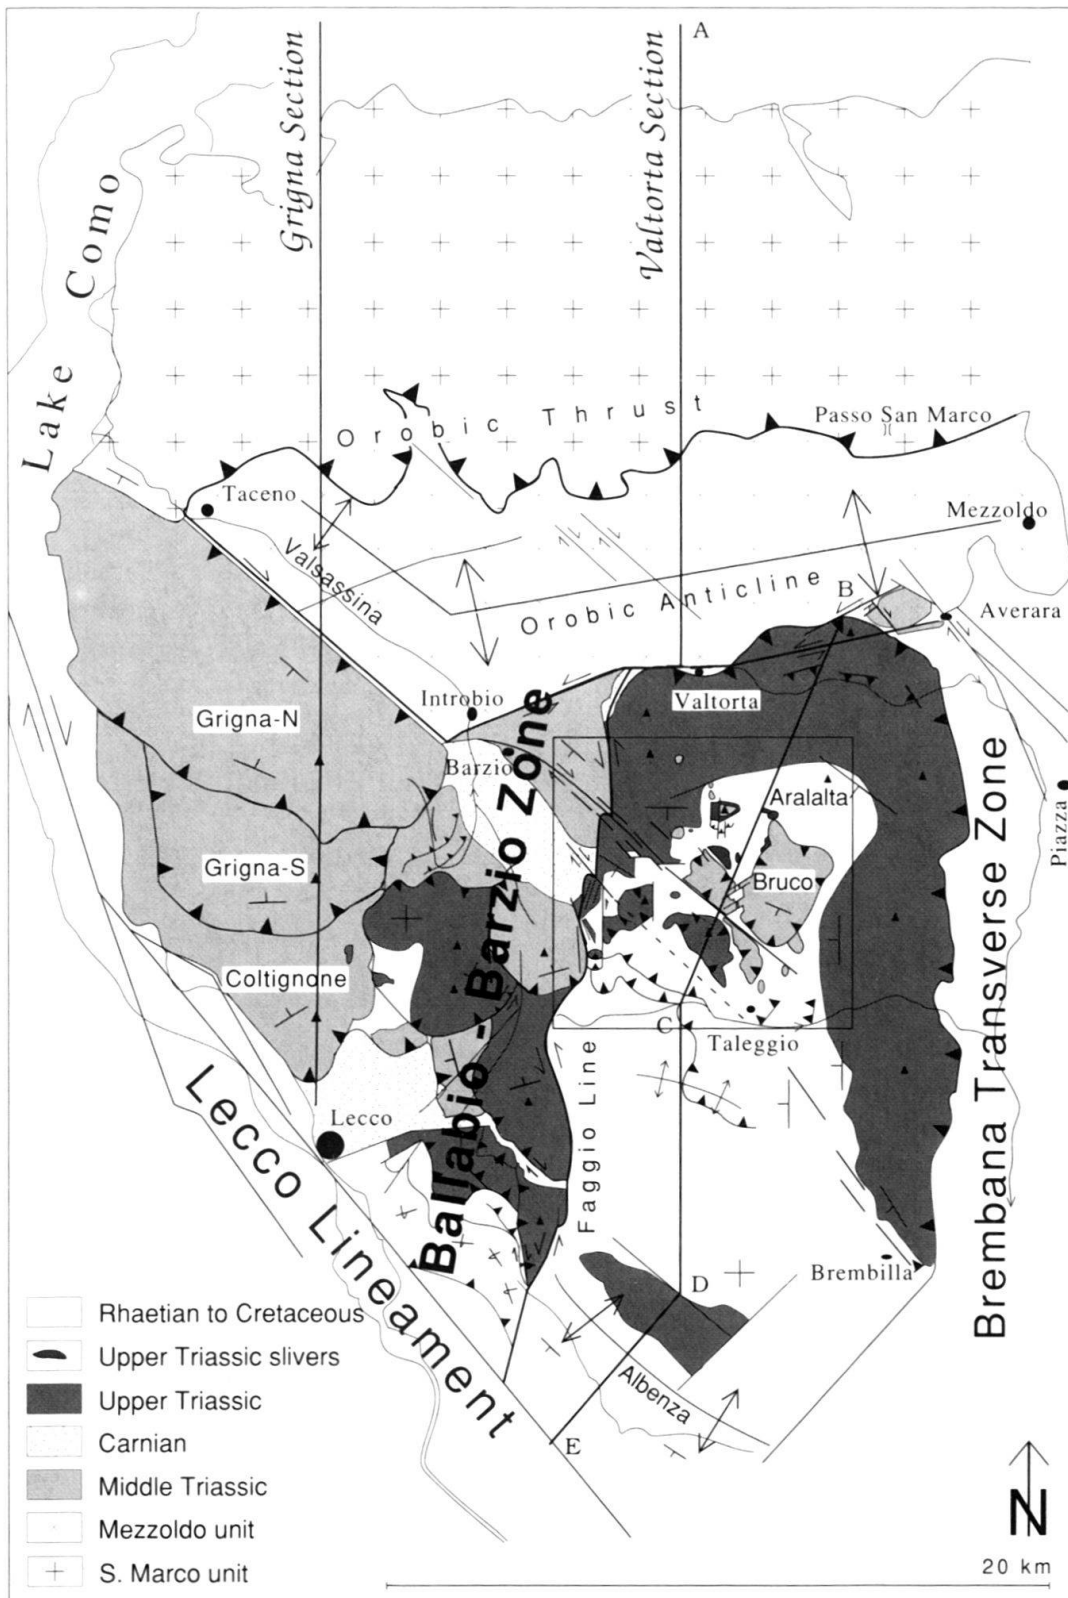 A
Grigna Section
Valtorta Section
Lake Como
Orobic Thrust
Passo San Marco
Taceno
Mezzoldo
Valsassina
B
Orobic Anticline
Averara
Introbio
Valtorta
Grigna-N
Barzio
Aralalta
Piazza
Grigna-S
Bruco
Ballabio - Barzio Zone
Brembana Transverse Zone
Coltignone
C
Taleggio
Faggio Line
Lecco
Lecco Lineament
D
Brembilla
Albenza
E
Rhaetian to Cretaceous
Upper Triassic slivers
Upper Triassic
Carnian
Middle Triassic
Mezzoldo unit
S. Marco unit
N
20 km